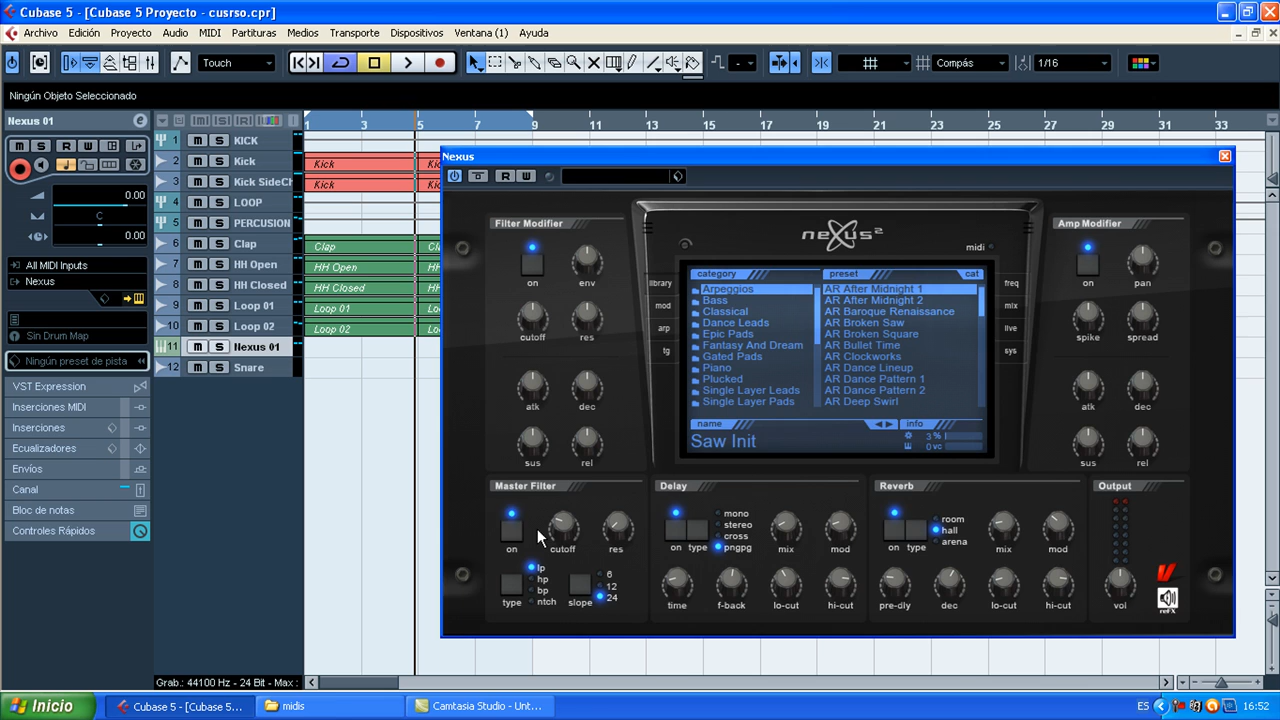 Cubase 5 - [Cubase 5 Proyecto - cusrso.cpr]
Archivo Edición Proyecto Audio MIDI Partituras Medios Transporte Dispositivos Ventana (1) Ayuda
Touch
Compás
1/16
Ningún Objeto Seleccionado
Nexus 01
1 3 5 7 9 11 13 15 17 19 21 23 25 27 29 31 33
M S R W
0.00
C
0.00
All MIDI Inputs
Nexus
Sin Drum Map
Ningún preset de pista
VST Expression
Inserciones MIDI
Inserciones
Ecualizadores
Envíos
Canal
Bloc de notas
Controles Rápidos
1 M S KICK
2 M S Kick
3 M S Kick SideCh
4 M S LOOP
5 M S PERCUSION
6 M S Clap
7 M S HH Open
8 M S HH Closed
9 M S Loop 01
10 M S Loop 02
11 M S Nexus 01
12 M S Snare
Kick
Kick
Clap
HH Open
HH Closed
Loop 01
Loop 02
Nexus
R W
Filter Modifier
on env
cutoff res
atk dec
sus rel
nexus²
midi
library
mod
arp
tg
category
Arpeggios
Bass
Classical
Dance Leads
Epic Pads
Fantasy And Dream
Gated Pads
Piano
Plucked
Single Layer Leads
Single Layer Pads
preset
cat
AR After Midnight 1
AR After Midnight 2
AR Baroque Renaissance
AR Broken Saw
AR Broken Square
AR Bullet Time
AR Clockworks
AR Dance Lineup
AR Dance Pattern 1
AR Dance Pattern 2
AR Deep Swirl
name
info
Saw Init
3 %
0 vc
freq
mix
live
sys
Amp Modifier
on pan
spike spread
atk dec
sus rel
Master Filter
on cutoff res
type
lp
hp
bp
ntch
slope
6
12
24
Delay
on type
mono
stereo
cross
pngpg
mix mod
time f-back lo-cut hi-cut
Reverb
on type
room
hall
arena
mix mod
pre-dly dec lo-cut hi-cut
Output
vol
reFX
Grab.: 44100 Hz - 24 Bit - Max :
Inicio
Cubase 5 - [Cubase 5...
midis
Camtasia Studio - Unt...
ES
16:52